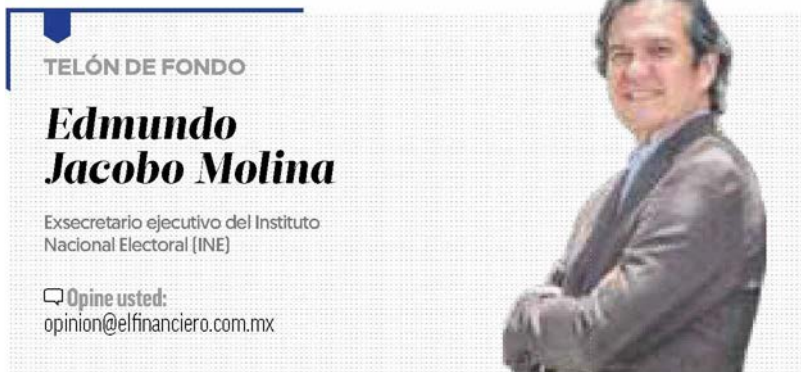 TELÓN DE FONDO
Edmundo
Jacobo Molina
Exsecretario ejecutivo del Instituto
Nacional Electoral (INE)
Opine usted:
opinion@elfinanciero.com.mx